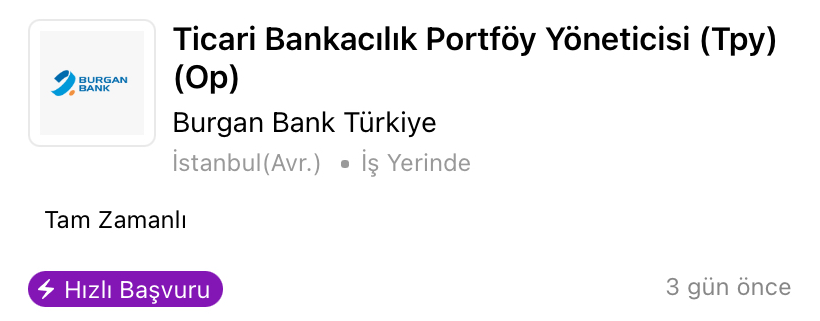 BURGAN
BANK
Ticari Bankacılık Portföy Yöneticisi (Tpy)
(Op)
Burgan Bank Türkiye
İstanbul(Avr.) • İş Yerinde
Tam Zamanlı
Hızlı Başvuru
3 gün önce